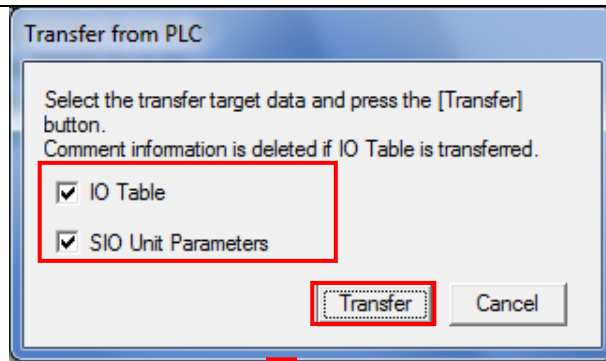 Transfer from PLC
Select the transfer target data and press the [Transfer]
button.
Comment information is deleted if IO Table is transferred.
IO Table
SIO Unit Parameters
Transfer
Cancel